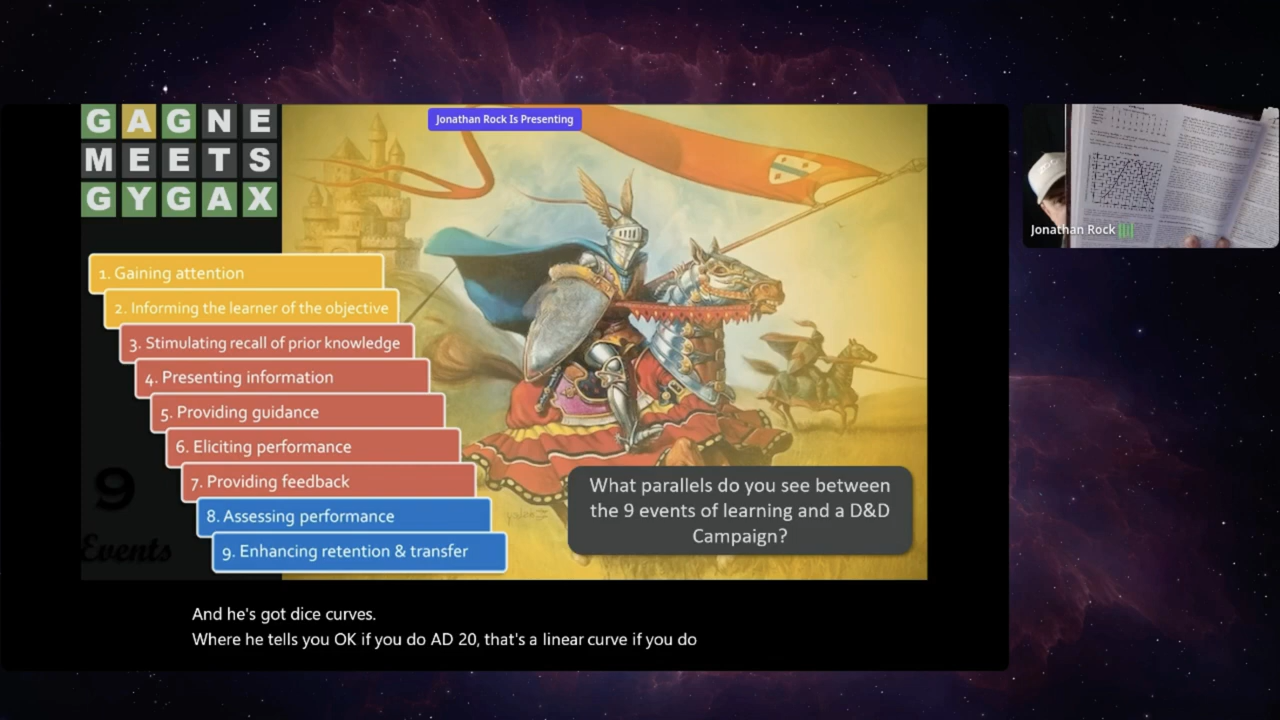 GAGNE
MEETS
GYGAX
Jonathan Rock Is Presenting
1. Gaining attention
2. Informing the learner of the objective
3. Stimulating recall of prior knowledge
4. Presenting information
5. Providing guidance
6. Eliciting performance
7. Providing feedback
8. Assessing performance
9. Enhancing retention & transfer
9
Events
What parallels do you see between
the 9 events of learning and a D&D
Campaign?
And he's got dice curves.
Where he tells you OK if you do AD 20, that's a linear curve if you do
Jonathan Rock